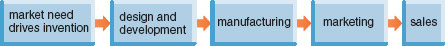 market need
drives invention
design and
development
manufacturing
marketing
sales